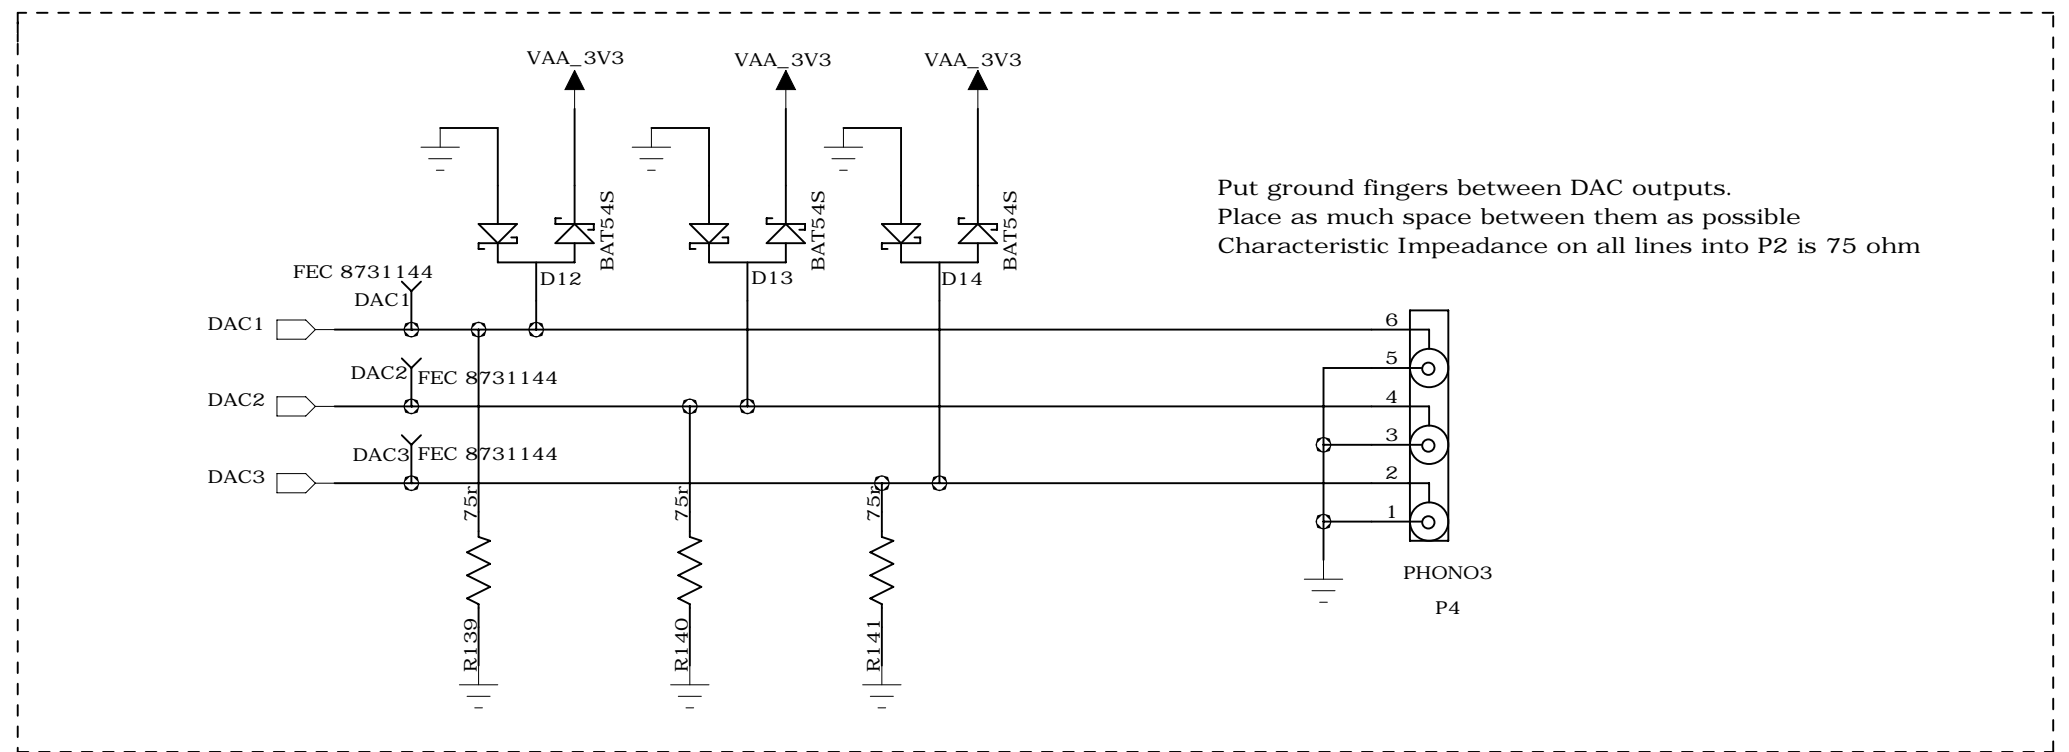 VAA_3V3
VAA_3V3
VAA_3V3
BAT54S
BAT54S
BAT54S
Put ground fingers between DAC outputs.
Place as much space between them as possible
Characteristic Impeadance on all lines into P2 is 75 ohm
D12
D13
D14
FEC 8731144
DAC1
DAC1
6
5
DAC2
FEC 8731144
DAC2
4
3
DAC3
FEC 8731144
DAC3
2
1
75r
75r
75r
PHONO3
P4
R139
R140
R141